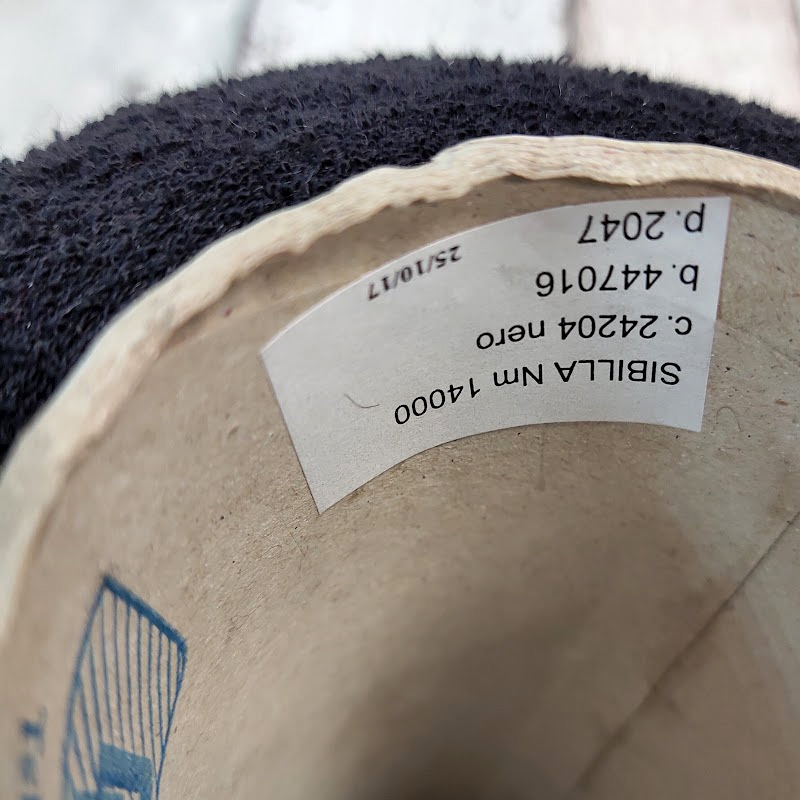 SIBILLA Nm 14000
c.24204 nero
b.447016
p.2047
25/10/17